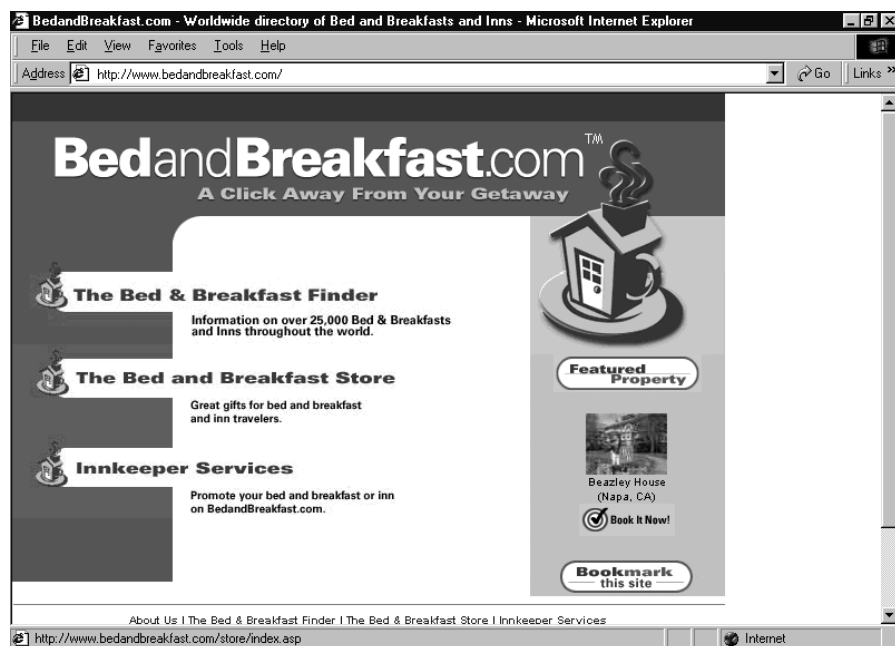 BedandBreakfast.com - Worldwide directory of Bed and Breakfasts and Inns - Microsoft Internet Explorer
File Edit View Favorites Tools Help
Address http://www.bedandbreakfast.com/ Go Links »
BedandBreakfast.com™
A Click Away From Your Getaway
The Bed & Breakfast Finder
Information on over 25,000 Bed & Breakfasts
and Inns throughout the world.
The Bed and Breakfast Store
Great gifts for bed and breakfast
and inn travelers.
Innkeeper Services
Promote your bed and breakfast or inn
on BedandBreakfast.com.
Featured
Property
Beazley House
(Napa, CA)
Book It Now!
Bookmark
this site
About Us | The Bed & Breakfast Finder | The Bed & Breakfast Store | Innkeeper Services
http://www.bedandbreakfast.com/store/index.asp Internet